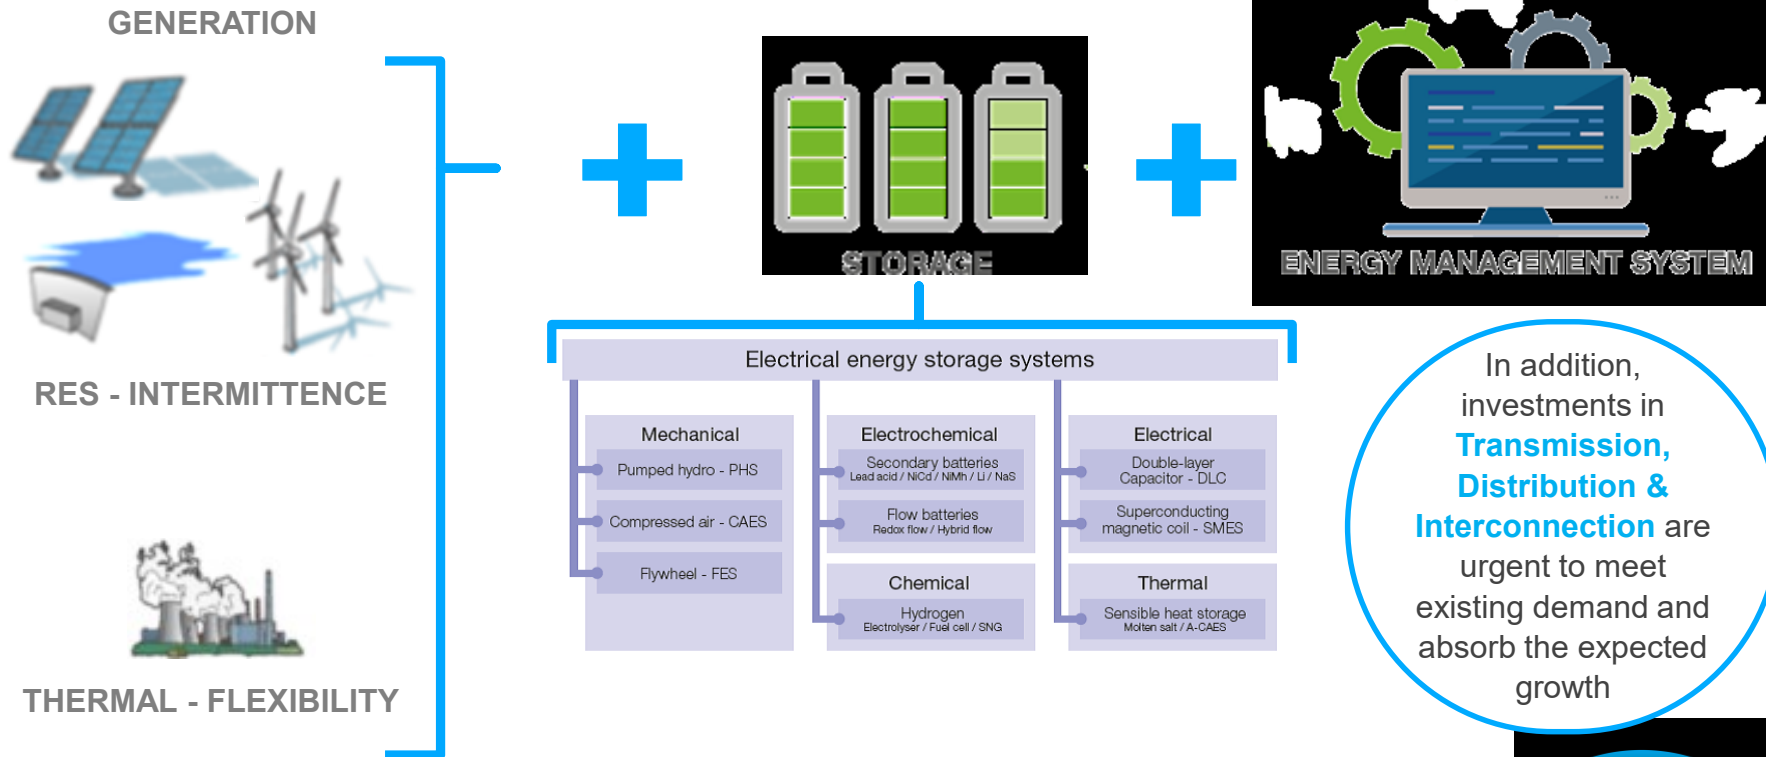 GENERATION
RES - INTERMITTENCE
THERMAL - FLEXIBILITY
STORAGE
ENERGY MANAGEMENT SYSTEM
Electrical energy storage systems
Mechanical
Pumped hydro - PHS
Compressed air - CAES
Flywheel - FES
Electrochemical
Secondary batteries
Lead acid / NiCd / NiMh / Li / NaS
Flow batteries
Redox flow / Hybrid flow
Chemical
Hydrogen
Electrolyser / Fuel cell / SNG
Electrical
Double-layer
Capacitor - DLC
Superconducting
magnetic coil - SMES
Thermal
Sensible heat storage
Molten salt / A-CAES
In addition,
investments in
Transmission,
Distribution &
Interconnection are
urgent to meet
existing demand and
absorb the expected
growth